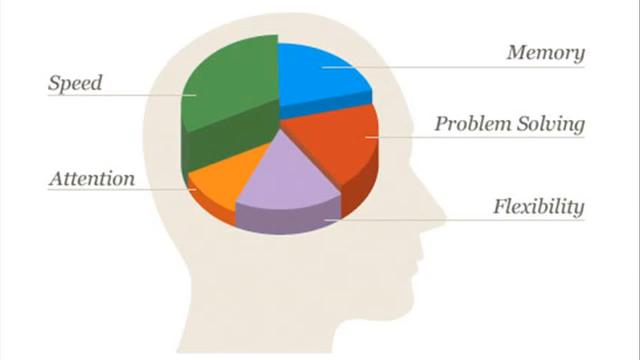 Memory
Speed
Problem Solving
Attention
Flexibility